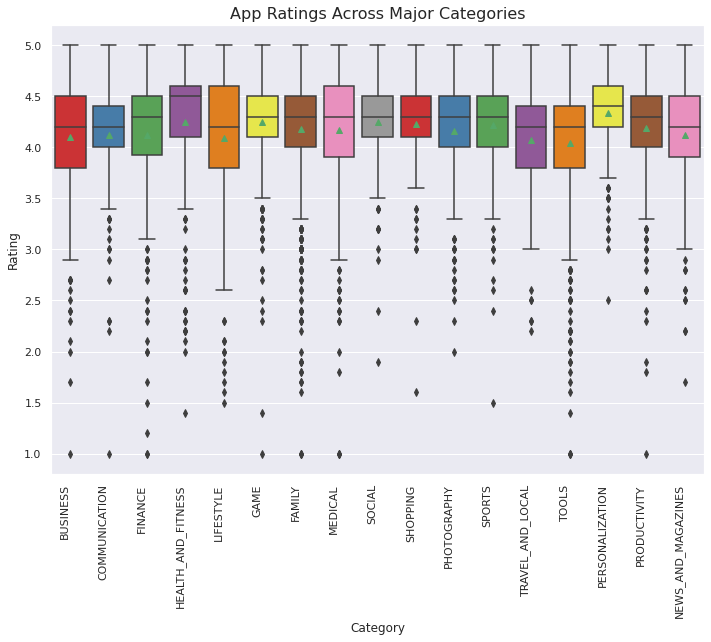 App Ratings Across Major Categories
Rating
5.0
4.5
4.0
3.5
3.0
2.5
2.0
1.5
1.0
BUSINESS
COMMUNICATION
FINANCE
HEALTH_AND_FITNESS
LIFESTYLE
GAME
FAMILY
MEDICAL
SOCIAL
SHOPPING
PHOTOGRAPHY
SPORTS
TRAVEL_AND_LOCAL
TOOLS
PERSONALIZATION
PRODUCTIVITY
NEWS_AND_MAGAZINES
Category